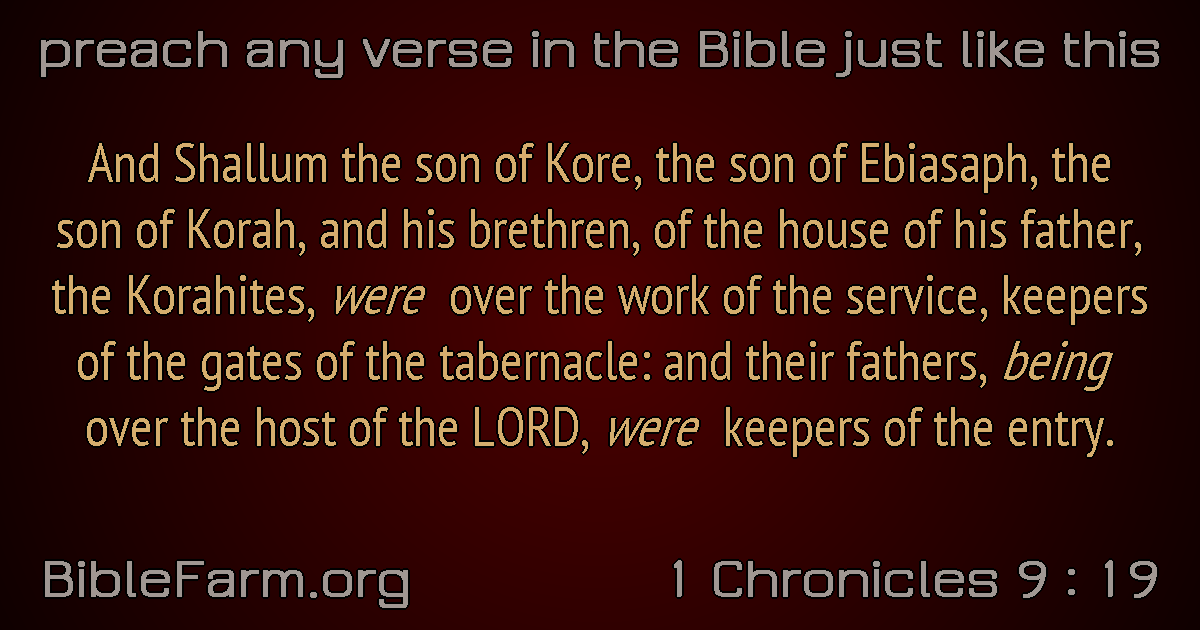 preach any verse in the Bible just like this
And Shallum the son of Kore, the son of Ebiasaph, the
son of Korah, and his brethren, of the house of his father,
the Korahites, were over the work of the service, keepers
of the gates of the tabernacle: and their fathers, being
over the host of the LORD, were keepers of the entry.
BibleFarm.org
1 Chronicles 9 : 19